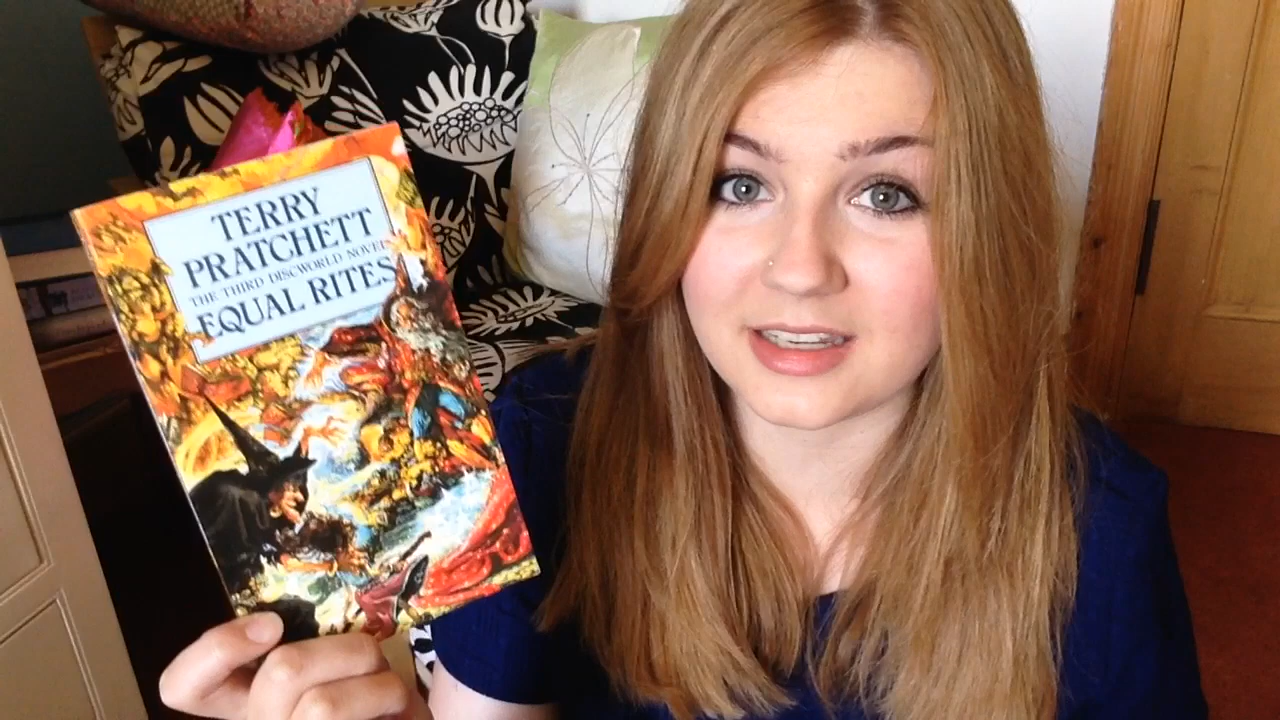 TERRY
PRATCHETT
THE THIRD DISCWORLD NOVEL
EQUAL RITES